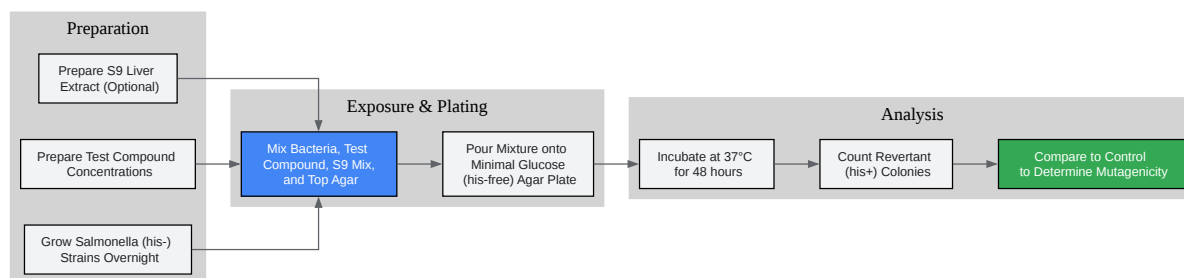 Preparation
Prepare S9 Liver
Extract (Optional)
Prepare Test Compound
Concentrations
Grow Salmonella (his-)
Strains Overnight
Exposure & Plating
Mix Bacteria, Test
Compound, S9 Mix,
and Top Agar
Pour Mixture onto
Minimal Glucose
(his-free) Agar Plate
Analysis
Incubate at 37°C
for 48 hours
Count Revertant
(his+) Colonies
Compare to Control
to Determine Mutagenicity